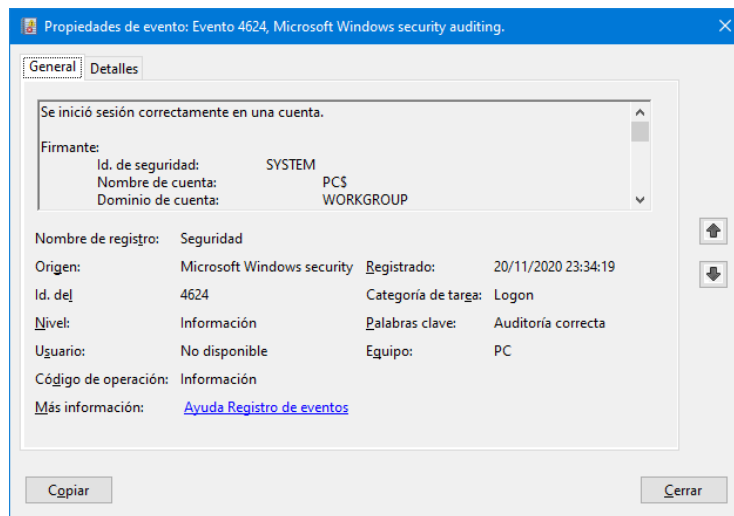 Propiedades de evento: Evento 4624, Microsoft Windows security auditing.
General Detalles
Se inició sesión correctamente en una cuenta.
Firmante:
Id. de seguridad: SYSTEM
Nombre de cuenta: PC$
Dominio de cuenta: WORKGROUP
Nombre de registro: Seguridad
Origen: Microsoft Windows security Registrado: 20/11/2020 23:34:19
Id. del 4624 Categoría de tarea: Logon
Nivel: Información Palabras clave: Auditoría correcta
Usuario: No disponible Equipo: PC
Código de operación: Información
Más información: Ayuda Registro de eventos
Copiar Cerrar